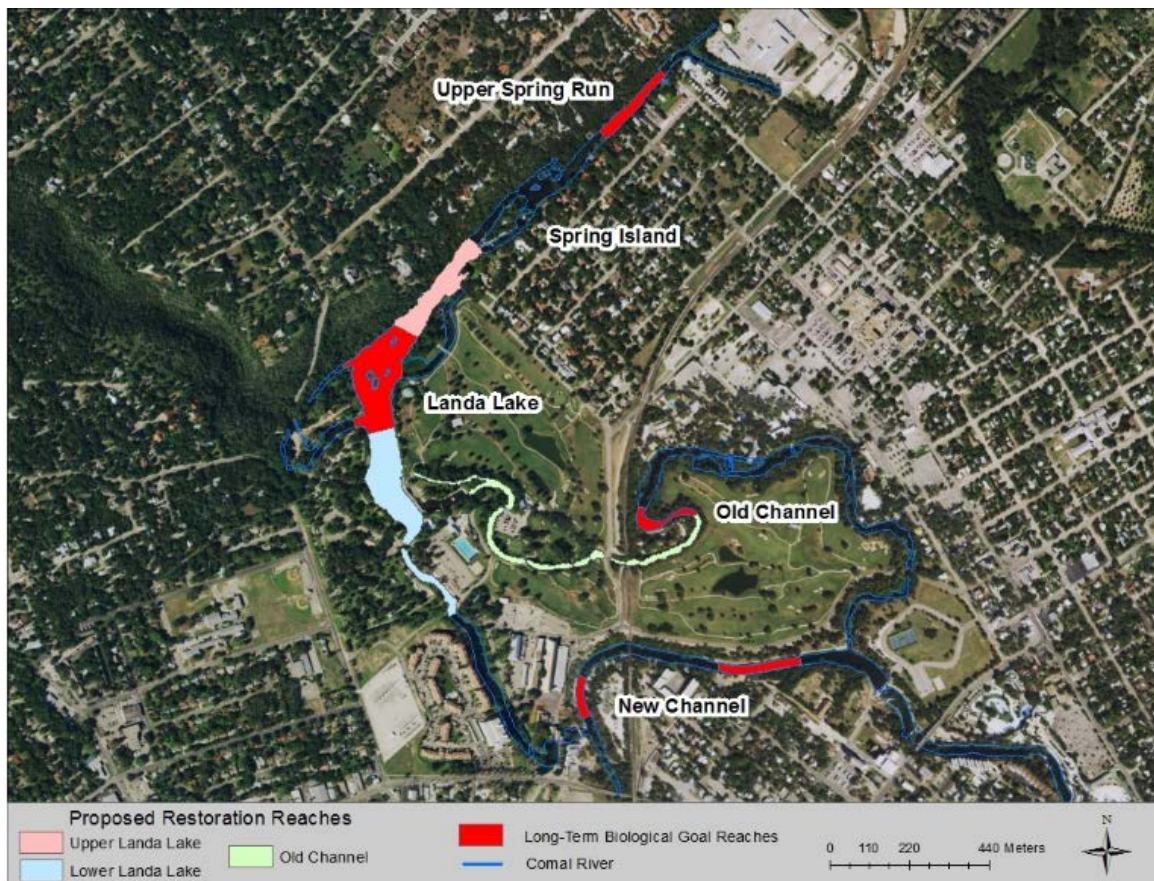 Upper Spring Run
Spring Island
Landa Lake
Old Channel
New Channel
Proposed Restoration Reaches
Upper Landa Lake
Lower Landa Lake
Old Channel
Long-Term Biological Goal Reaches
Comal River
N
0 110 220 440 Meters